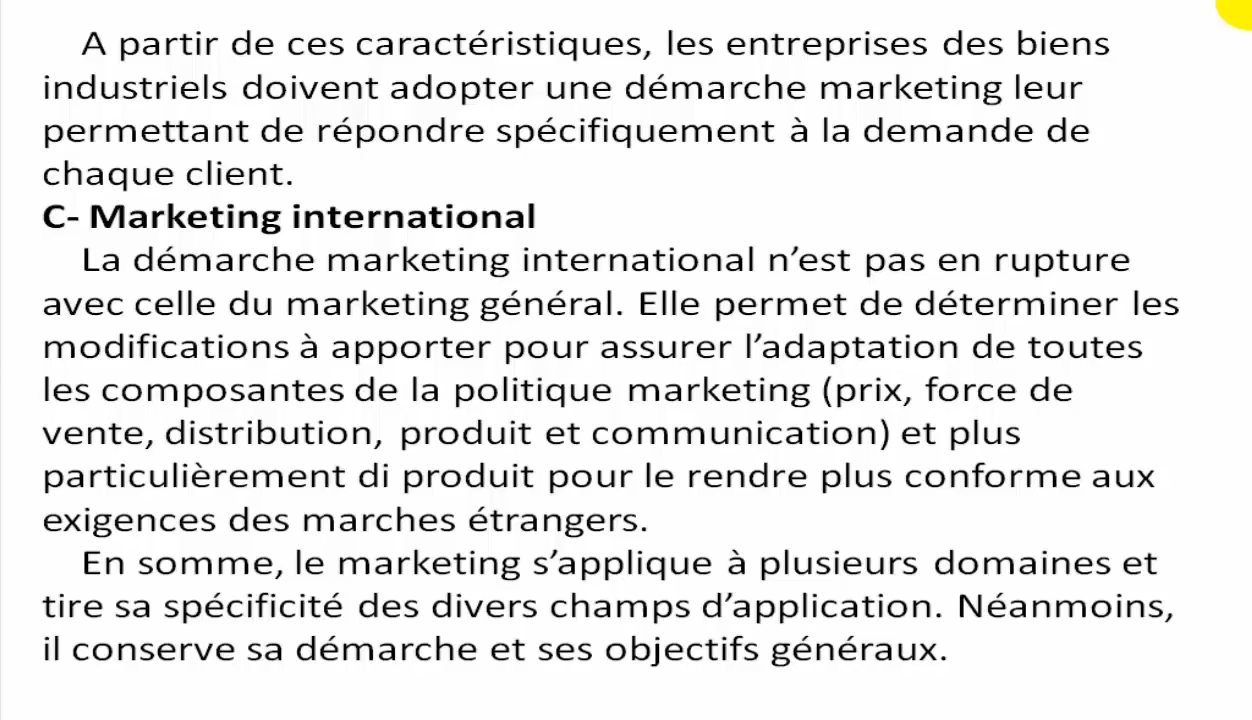 A partir de ces caractéristiques, les entreprises des biens
industriels doivent adopter une démarche marketing leur
permettant de répondre spécifiquement à la demande de
chaque client.
C- Marketing international
La démarche marketing international n’est pas en rupture
avec celle du marketing général. Elle permet de déterminer les
modifications à apporter pour assurer l’adaptation de toutes
les composantes de la politique marketing (prix, force de
vente, distribution, produit et communication) et plus
particulièrement di produit pour le rendre plus conforme aux
exigences des marches étrangers.
En somme, le marketing s’applique à plusieurs domaines et
tire sa spécificité des divers champs d’application. Néanmoins,
il conserve sa démarche et ses objectifs généraux.